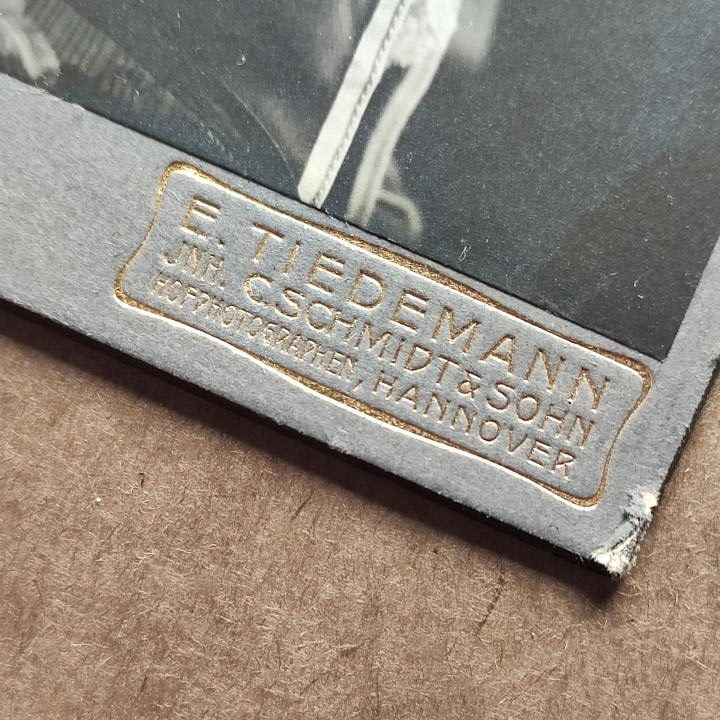 E. TIEDEMANN
JNH. C. SCHMIDT & SOHN
HOFPHOTOGRAPHEN, HANNOVER